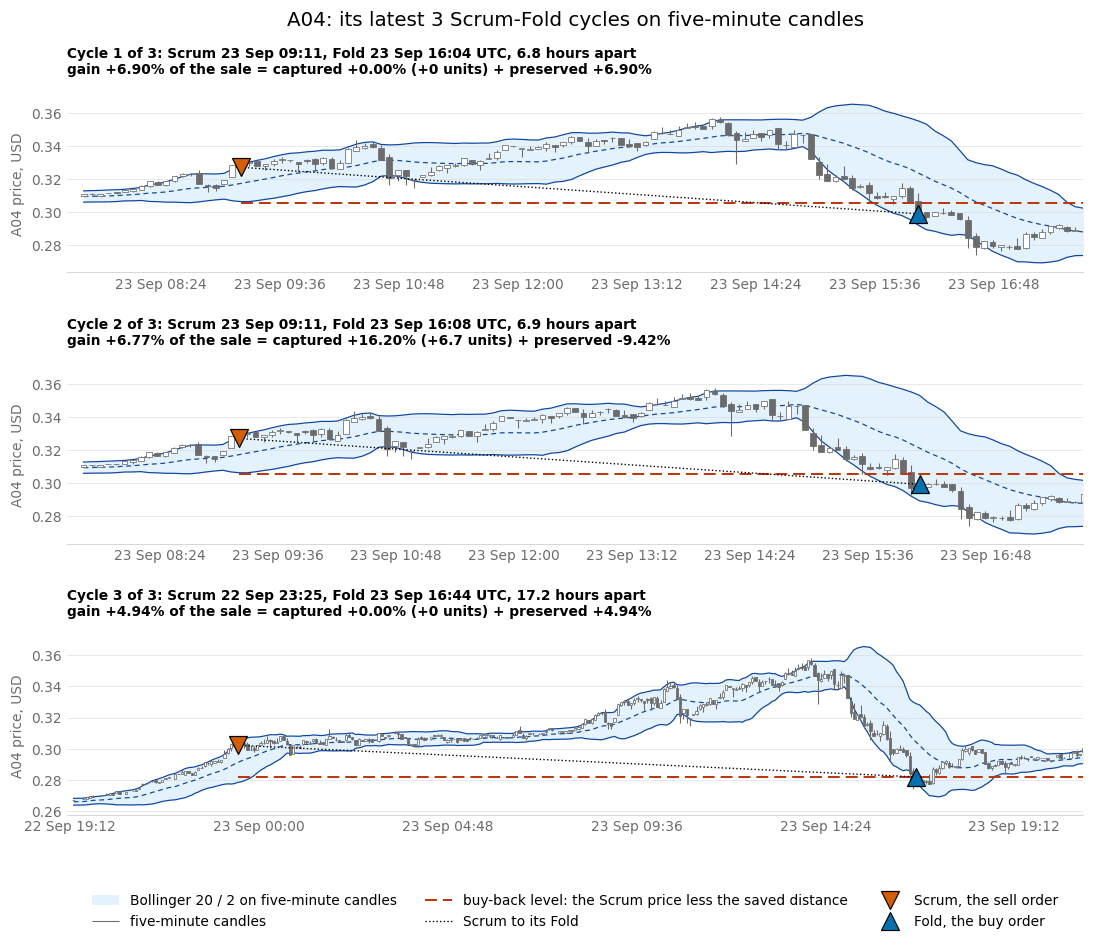 A04: its latest 3 Scrum-Fold cycles on five-minute candles
Cycle 1 of 3: Scrum 23 Sep 09:11, Fold 23 Sep 16:04 UTC, 6.8 hours apart
gain +6.90% of the sale = captured +0.00% (+0 units) + preserved +6.90%
A04 price, USD
0.36
0.34
0.32
0.30
0.28
23 Sep 08:24 23 Sep 09:36 23 Sep 10:48 23 Sep 12:00 23 Sep 13:12 23 Sep 14:24 23 Sep 15:36 23 Sep 16:48
Cycle 2 of 3: Scrum 23 Sep 09:11, Fold 23 Sep 16:08 UTC, 6.9 hours apart
gain +6.77% of the sale = captured +16.20% (+6.7 units) + preserved -9.42%
A04 price, USD
0.36
0.34
0.32
0.30
0.28
23 Sep 08:24 23 Sep 09:36 23 Sep 10:48 23 Sep 12:00 23 Sep 13:12 23 Sep 14:24 23 Sep 15:36 23 Sep 16:48
Cycle 3 of 3: Scrum 22 Sep 23:25, Fold 23 Sep 16:44 UTC, 17.2 hours apart
gain +4.94% of the sale = captured +0.00% (+0 units) + preserved +4.94%
A04 price, USD
0.36
0.34
0.32
0.30
0.28
0.26
22 Sep 19:12 23 Sep 00:00 23 Sep 04:48 23 Sep 09:36 23 Sep 14:24 23 Sep 19:12
Bollinger 20 / 2 on five-minute candles
five-minute candles
buy-back level: the Scrum price less the saved distance
Scrum to its Fold
Scrum, the sell order
Fold, the buy order